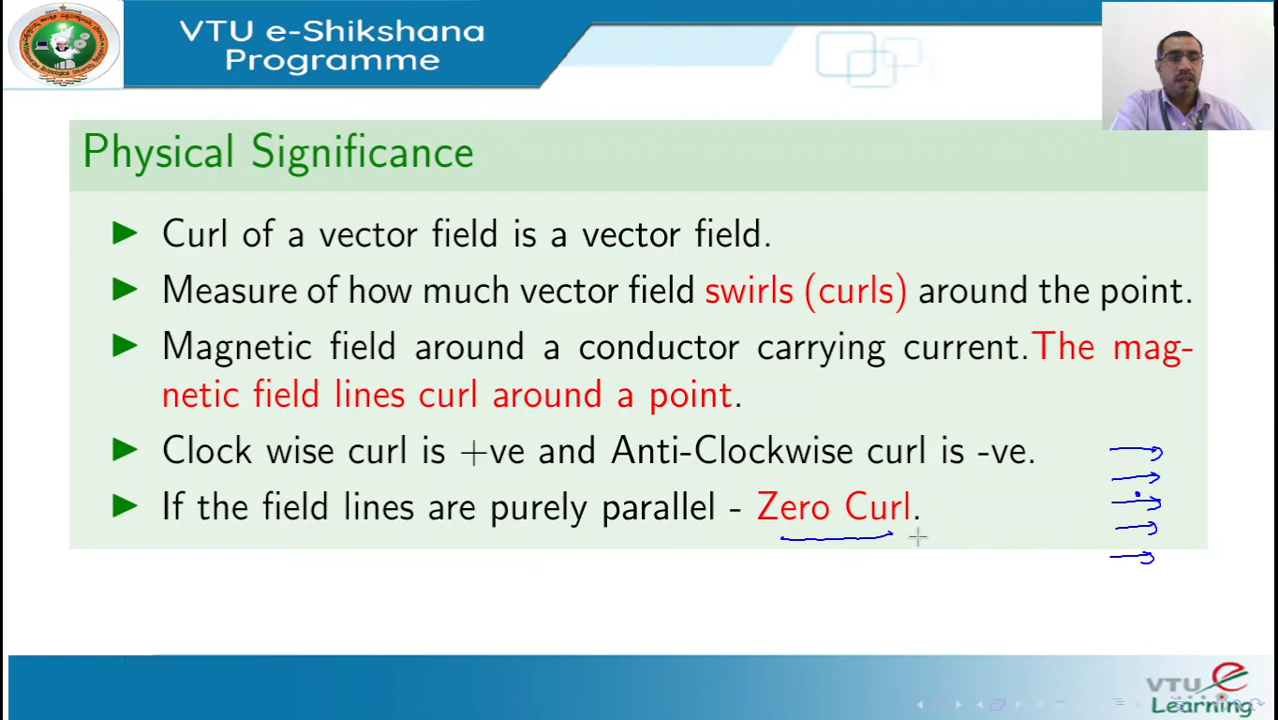 VTU e-Shikshana
Programme
Physical Significance
Curl of a vector field is a vector field.
Measure of how much vector field swirls (curls) around the point.
Magnetic field around a conductor carrying current.The mag-
netic field lines curl around a point.
Clock wise curl is +ve and Anti-Clockwise curl is -ve.
If the field lines are purely parallel - Zero Curl.
VTU e
Learning